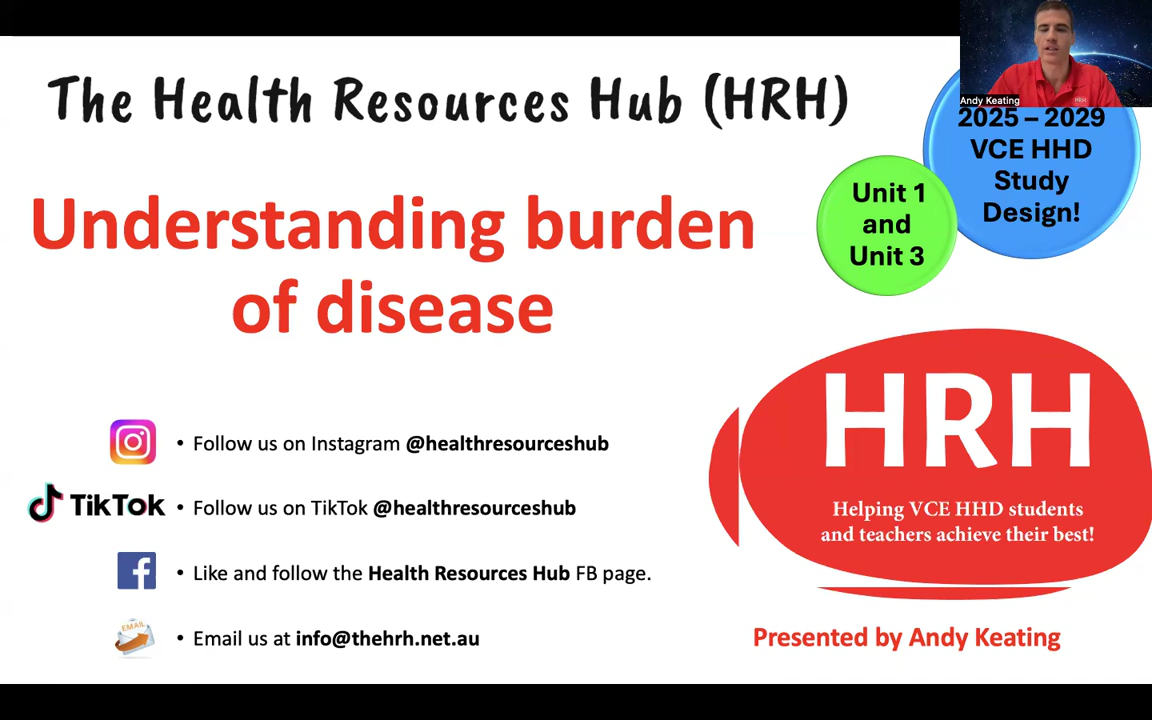 The Health Resources Hub (HRH)
Andy Keating
2025 – 2029
VCE HHD
Study
Design!
Unit 1
and
Unit 3
Understanding burden
of disease
HRH
Helping VCE HHD students
and teachers achieve their best!
• Follow us on Instagram @healthresourceshub
TikTok
• Follow us on TikTok @healthresourceshub
• Like and follow the Health Resources Hub FB page.
EMAIL
• Email us at info@thehrh.net.au
Presented by Andy Keating
HRH